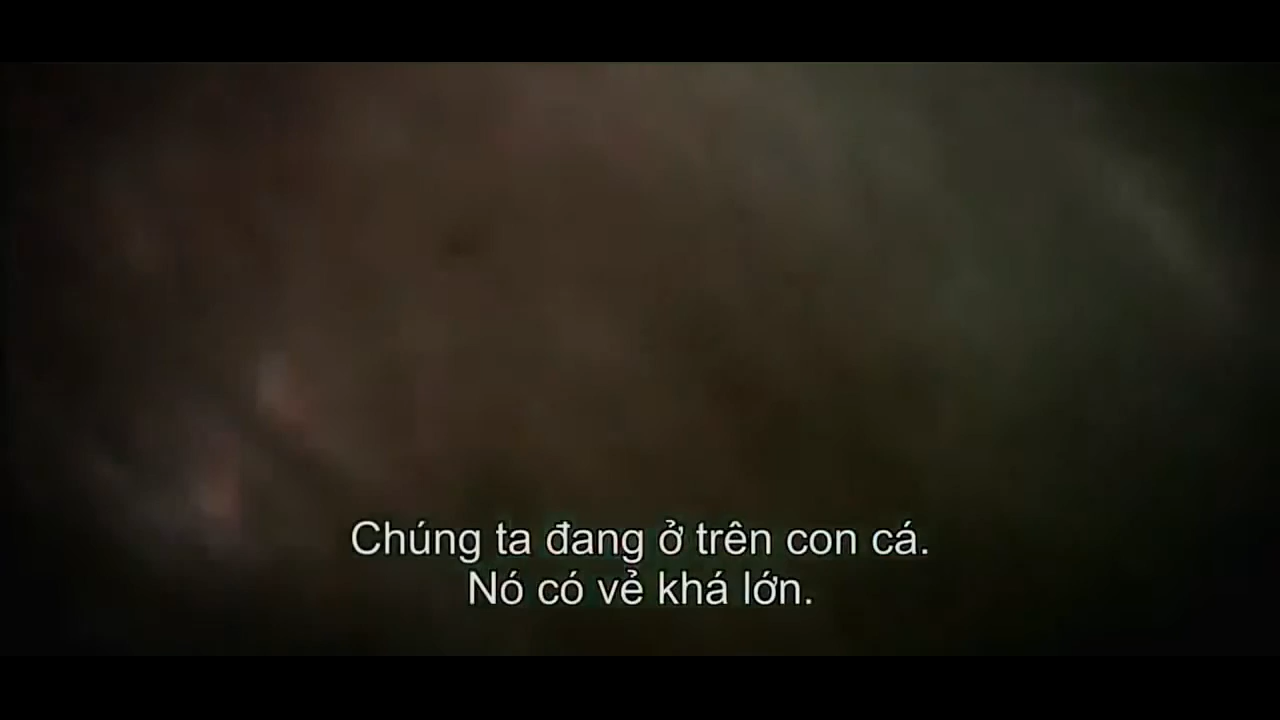 Chúng ta đang ở trên con cá.
Nó có vẻ khá lớn.